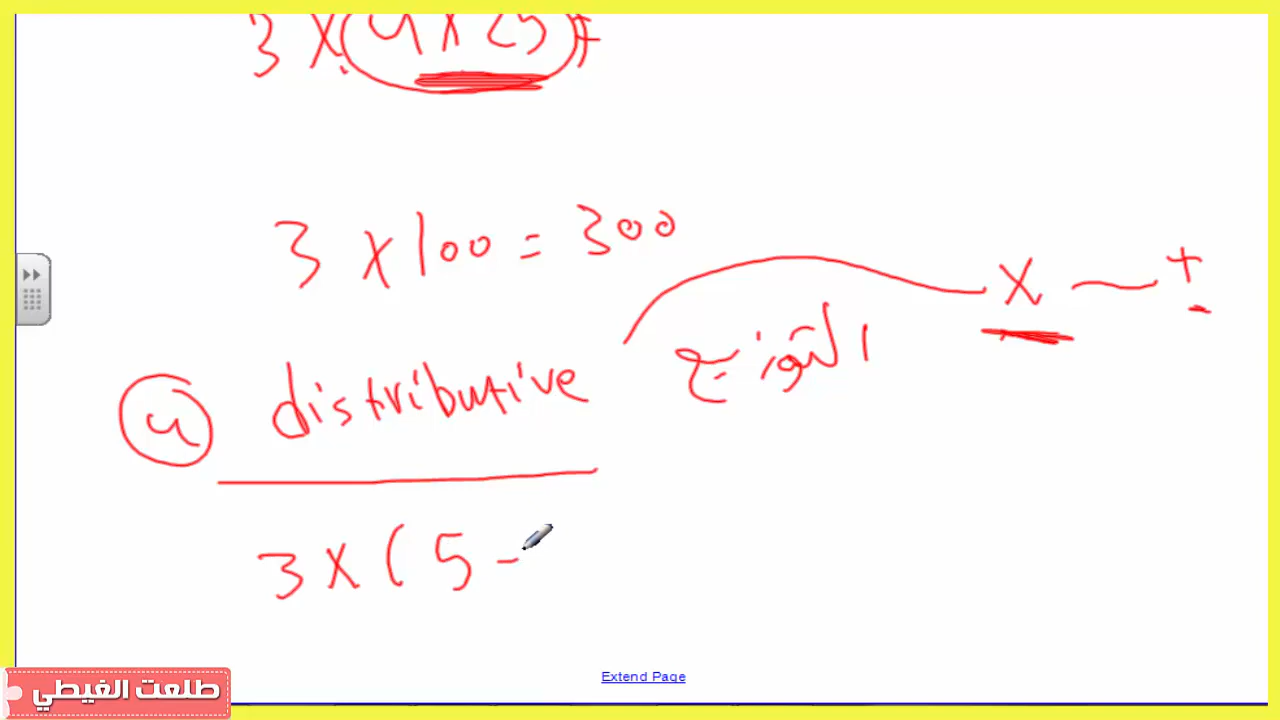 3 × (4 × 25) =
3 × 100 = 300
× — +
④ distributive التوزيع
3 × ( 5 -
Extend Page
طلعت الغيطي